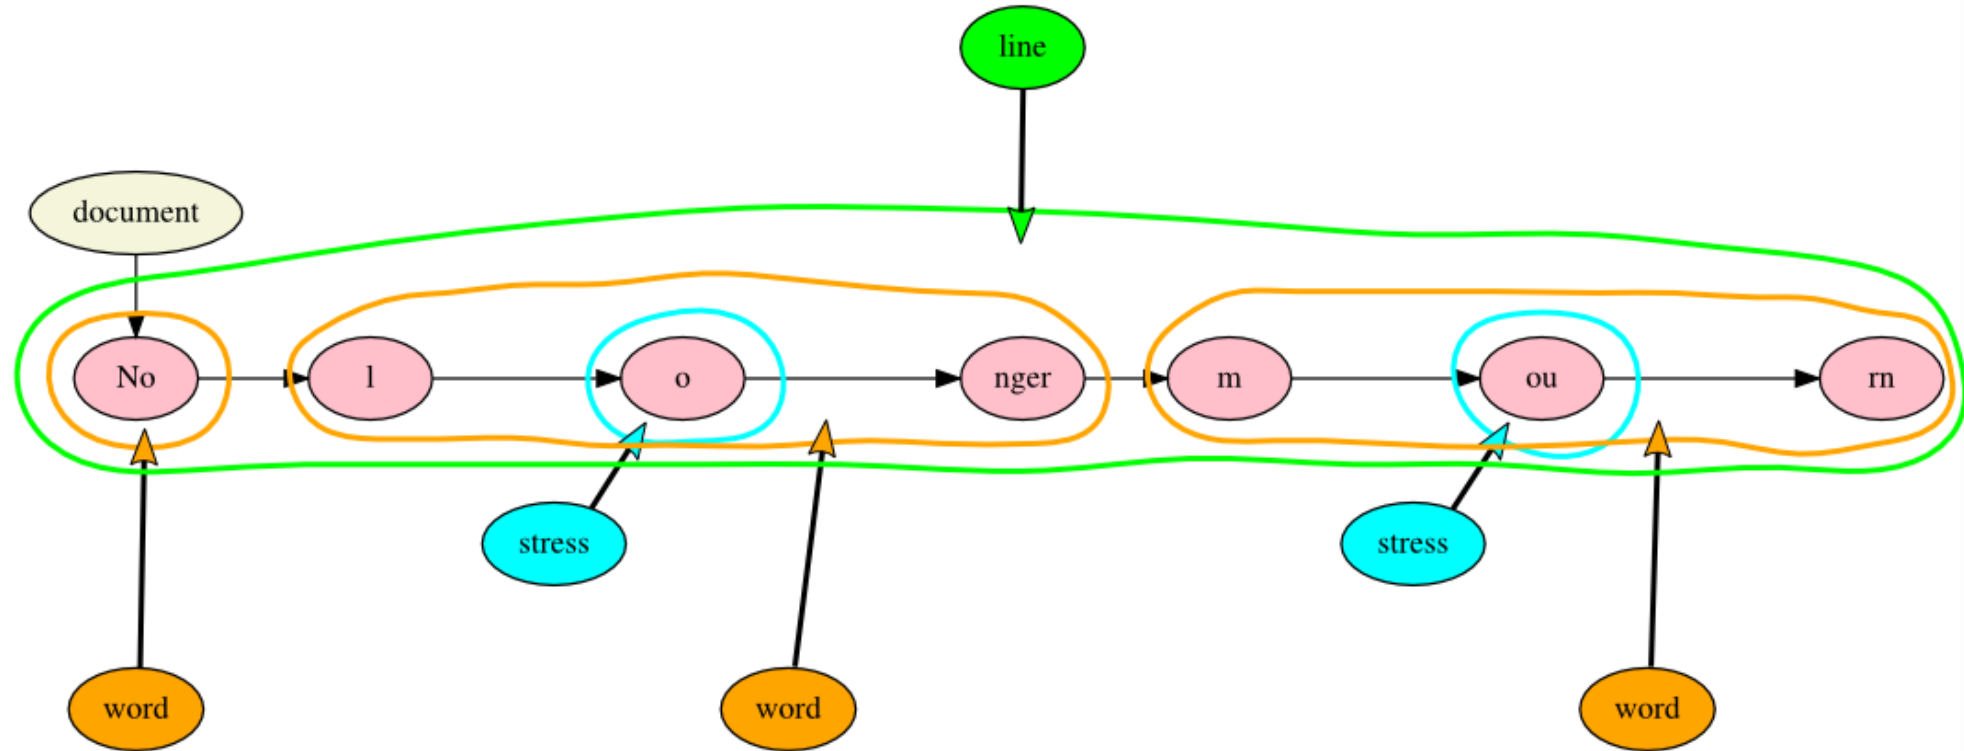 line
document
No l o nger m ou rn
stress stress
word word word